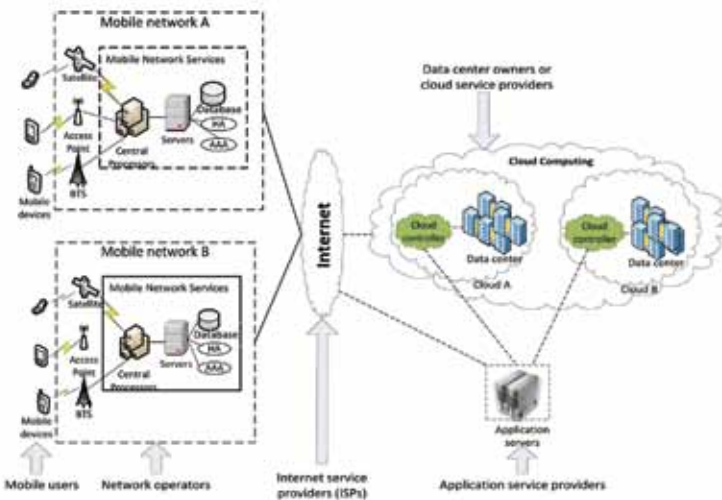 Mobile network A
Mobile Network Services
Satellite
Database
HA
AAA
Access
Point
Servers
Central
Processors
BTS
Mobile
devices
Mobile network B
Mobile Network Services
Satellite
Database
HA
AAA
Access
Point
Servers
Central
Processors
BTS
Mobile
devices
Mobile users
Network operators
Internet
Internet service
providers (ISPs)
Data center owners or
cloud service providers
Cloud Computing
Cloud
controller
Data center
Cloud A
Cloud
controller
Data center
Cloud B
Application
servers
Application service providers